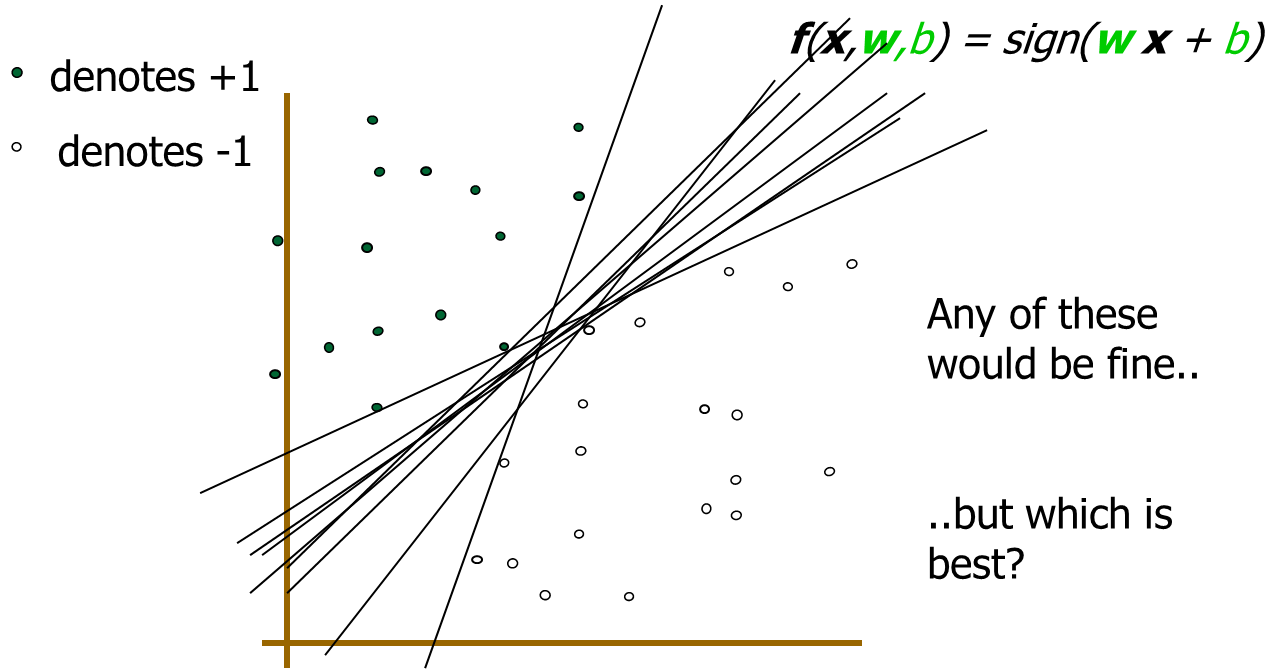 f(x,w,b) = sign(w x + b)
denotes +1
denotes -1
Any of these
would be fine..
..but which is
best?